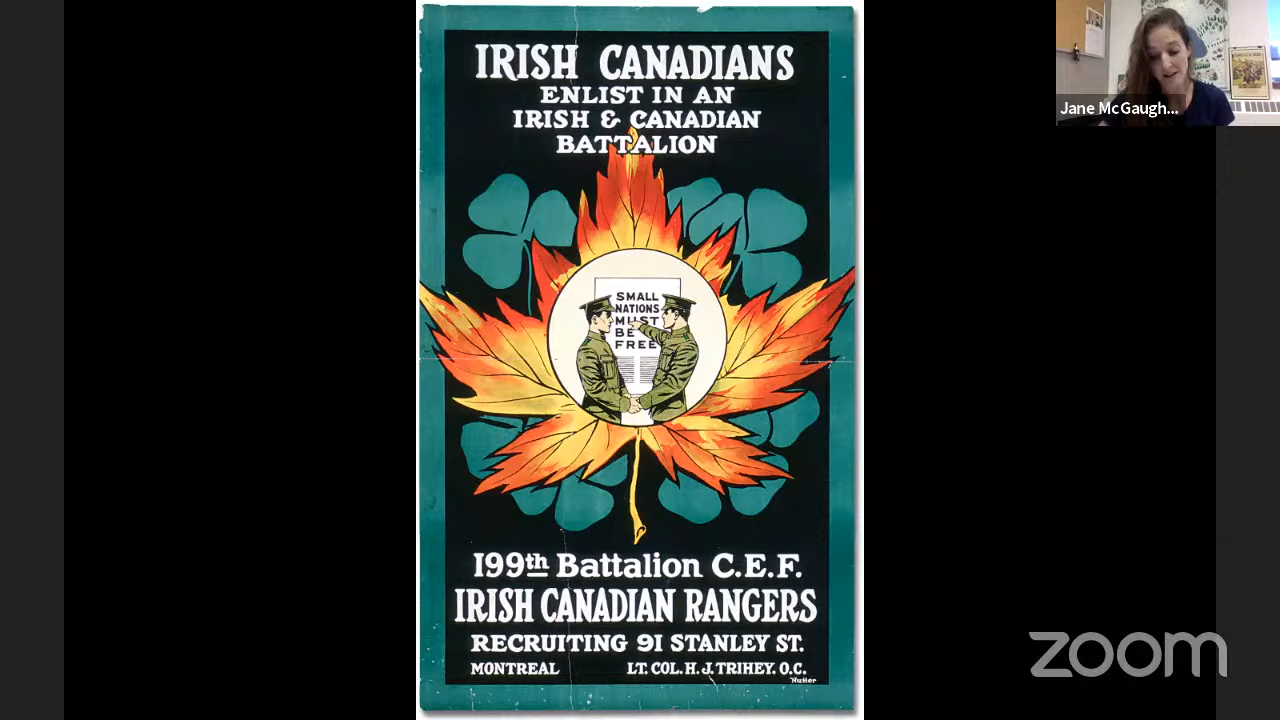 IRISH CANADIANS
ENLIST IN AN
IRISH & CANADIAN
BATTALION
SMALL
NATIONS
MUST
BE
FREE
199th Battalion C.E.F.
IRISH CANADIAN RANGERS
RECRUITING 91 STANLEY ST.
MONTREAL LT. COL. H. J. TRIHEY. O.C.
Jane McGaugh...
zoom